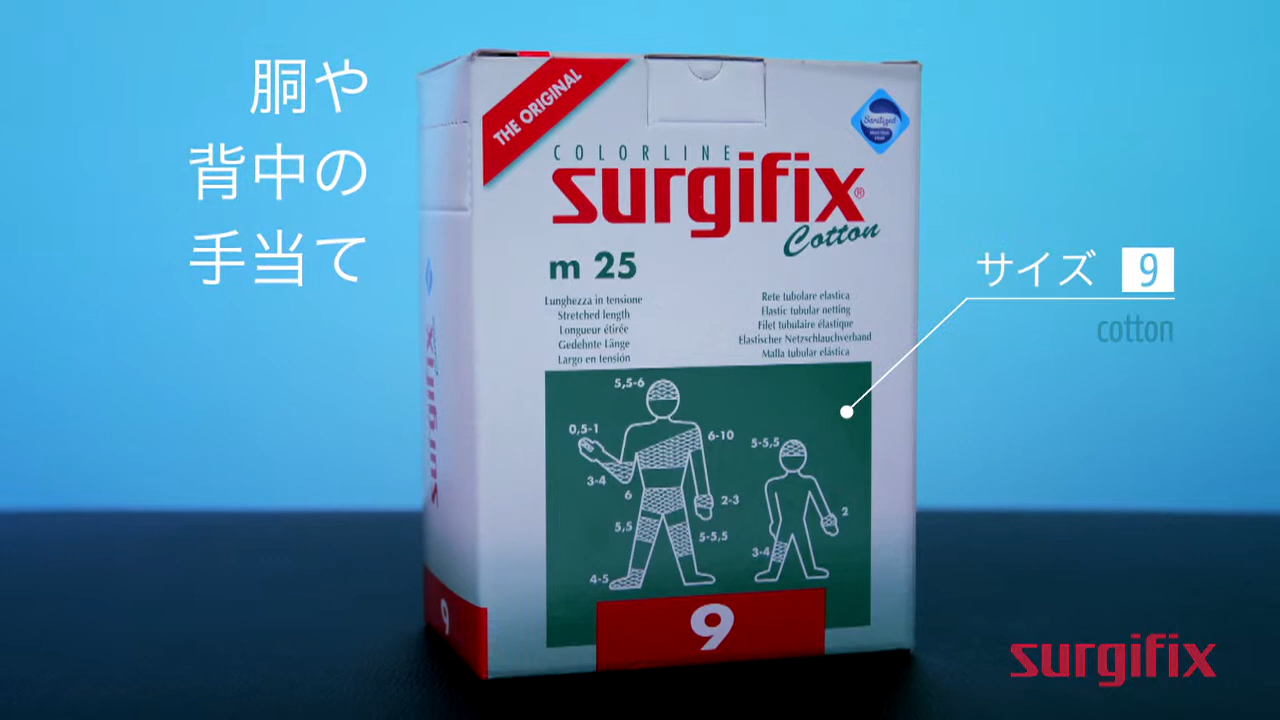 胴や
背中の
手当て
THE ORIGINAL
Sanitized
COLORLINE
surgifix®
Cotton
m 25
Lunghezza in tensione
Stretched length
Longueur étirée
Gedehnte Länge
Largo en tensión
Rete tubolare elastica
Elastic tubular netting
Filet tubulaire élastique
Elastischer Netzschlauchverband
Malla tubular elástica
サイズ 9
cotton
5,5-6
0,5-1
6-10
5-5,5
3-4
6
2-3
2
5,5
5-5,5
3-4
4-5
9
surgifix
9
surgifix